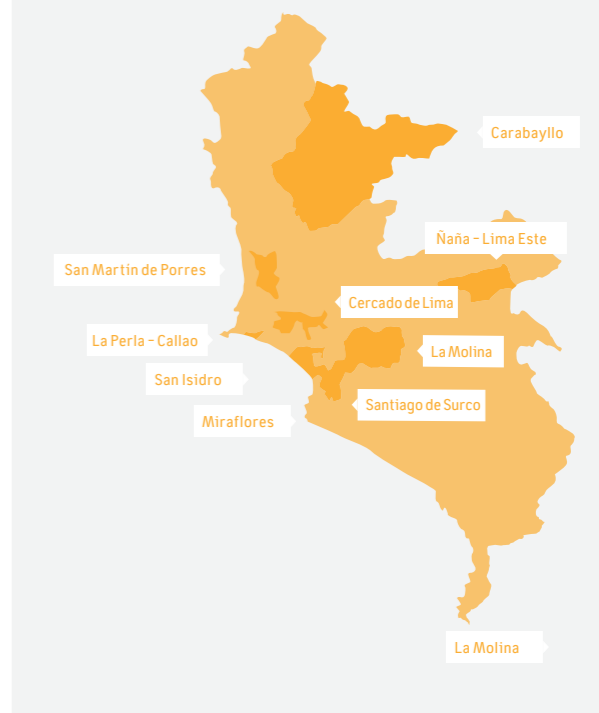 Carabayllo
Ñaña - Lima Este
San Martín de Porres
Cercado de Lima
La Perla - Callao
La Molina
San Isidro
Santiago de Surco
Miraflores
La Molina